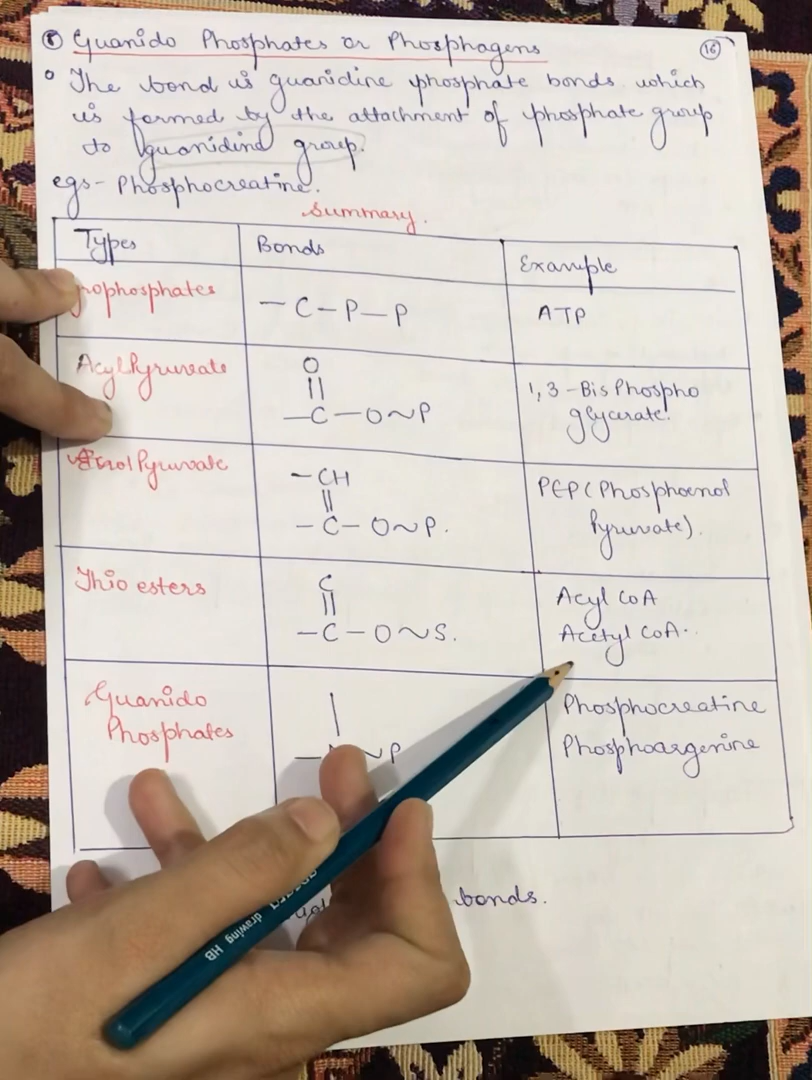 ⑤ Guanido Phosphates or Phosphagens
16
The bond is guanidine phosphate bonds which
is formed by the attachment of phosphate group
to guanidino group.
egs- Phosphocreatine.
Summary.
Types Bonds Example
rophosphates -C-P-P ATP
Acyl Pyruvate O || -C-O~P 1,3-Bis Phospho
glycerate.
Enol Pyruvate -CH || -C-O~P. PEP (Phosphoenol
Pyruvate).
Thio esters C || -C-O~S. Acyl CoA
Acetyl CoA.
Guanido
Phosphates ~P Phosphocreatine
Phosphoargenine
bonds.
drawing HB